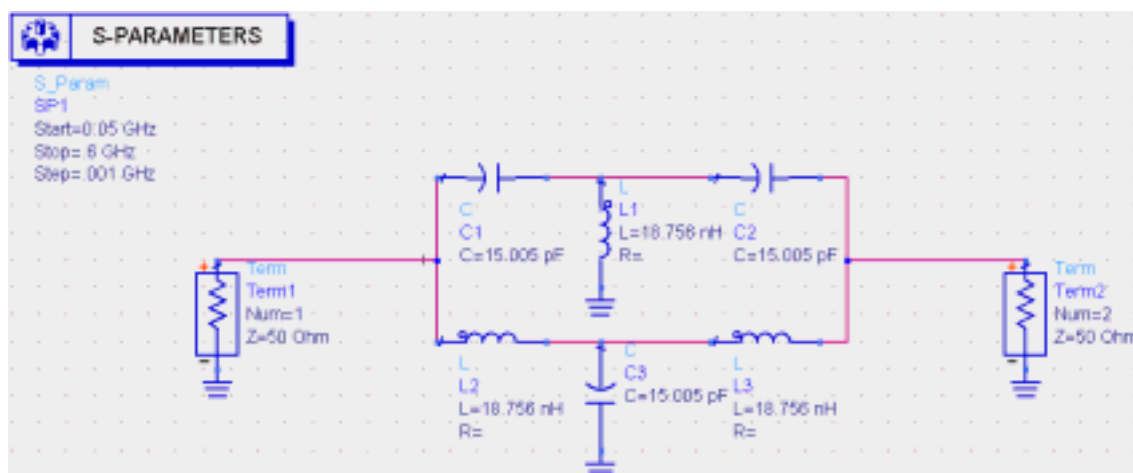 S-PARAMETERS
S_Param
SP1
Start=0.05 GHz
Stop=.6 GHz
Step=.001 GHz
C
C1
C=15.005 pF
L
L1
L=18.756 nH
R=
C
C2
C=15.005 pF
Term
Term1
Num=1
Z=50 Ohm
Term
Term2
Num=2
Z=50 Ohm
L
L2
L=18.756 nH
R=
C
C3
C=15.005 pF
L
L3
L=18.756 nH
R=